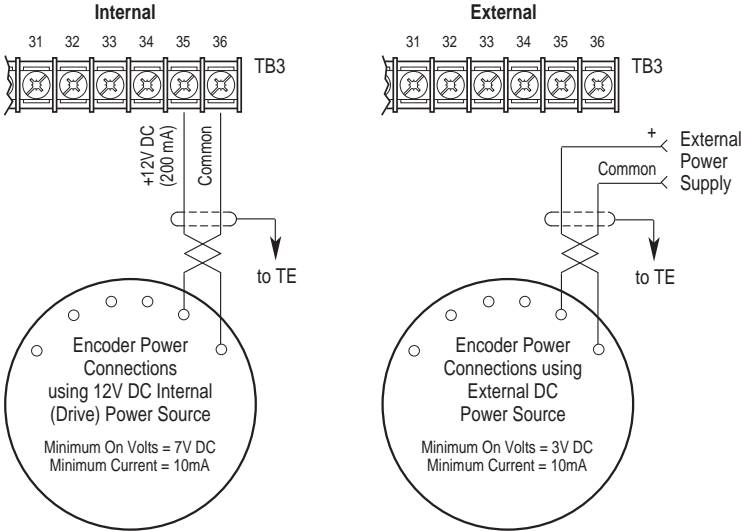 Internal
31 32 33 34 35 36
TB3
+12V DC
(200 mA)
Common
to TE
Encoder Power
Connections
using 12V DC Internal
(Drive) Power Source
Minimum On Volts = 7V DC
Minimum Current = 10mA
External
31 32 33 34 35 36
TB3
+
External
Power
Supply
Common
to TE
Encoder Power
Connections using
External DC
Power Source
Minimum On Volts = 3V DC
Minimum Current = 10mA